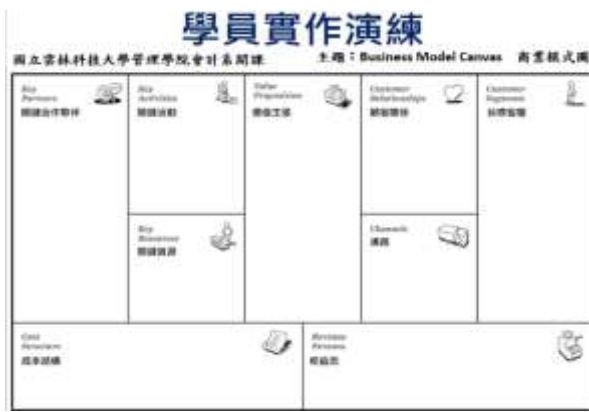 學員實作演練
國立雲林科技大學管理學院會計系開課
主題：Business Model Canvas 商業模式圖
Key
Partners
關鍵合作夥伴
Key
Activities
關鍵活動
Value
Proposition
價值主張
Customer
Relationships
顧客關係
Customer
Segments
目標客層
Key
Resources
關鍵資源
Channels
通路
Cost
Structure
成本結構
Revenue
Streams
收益流